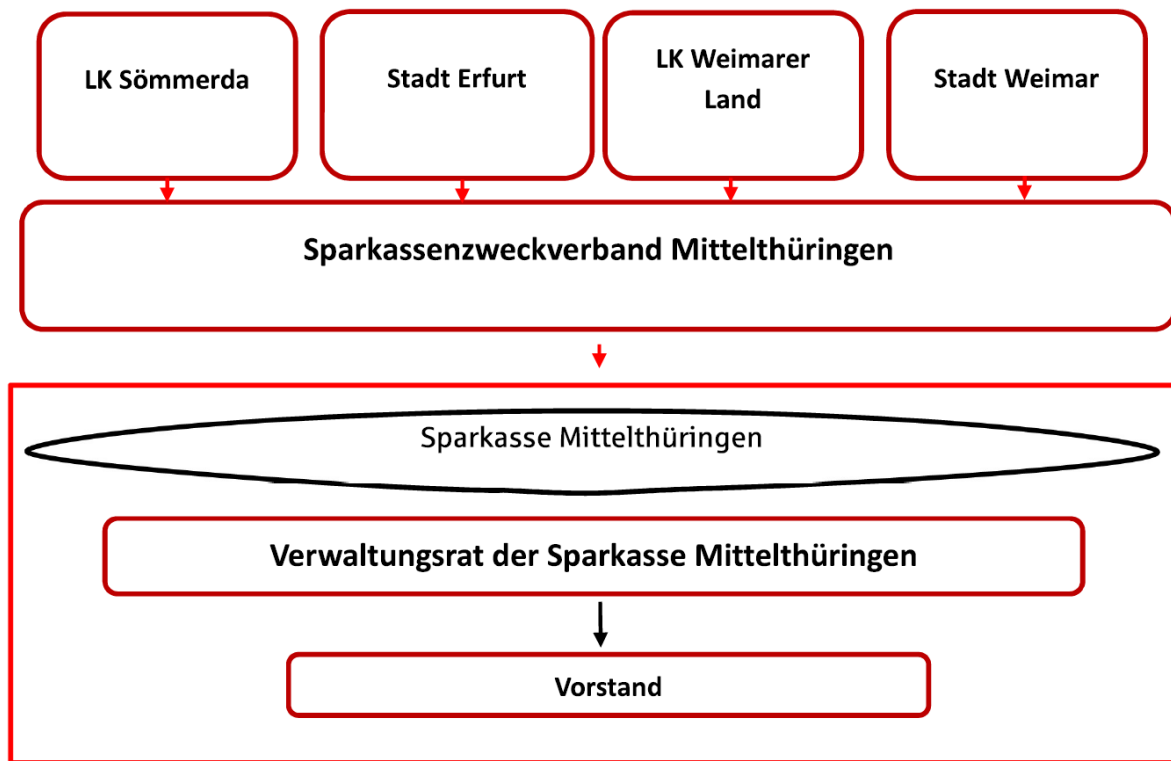 LK Sömmerda
Stadt Erfurt
LK Weimarer
Land
Stadt Weimar
Sparkassenzweckverband Mittelthüringen
Sparkasse Mittelthüringen
Verwaltungsrat der Sparkasse Mittelthüringen
Vorstand